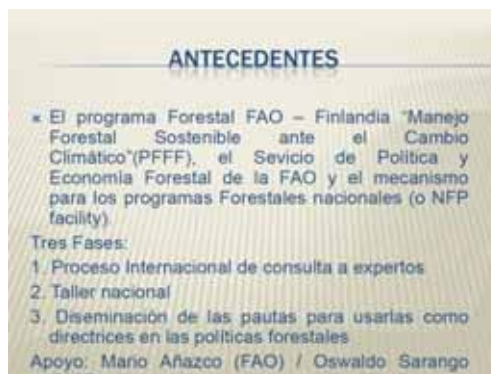 ANTECEDENTES
El programa Forestal FAO – Finlandia "Manejo
Forestal Sostenible ante el Cambio
Climático"(PFFF), el Sevicio de Política y
Economía Forestal de la FAO y el mecanismo
para los programas Forestales nacionales (o NFP
facility).
Tres Fases:
1. Proceso Internacional de consulta a expertos
2. Taller nacional
3. Diseminación de las pautas para usarlas como
directrices en las políticas forestales
Apoyo: Mario Añazco (FAO) / Oswaldo Sarango